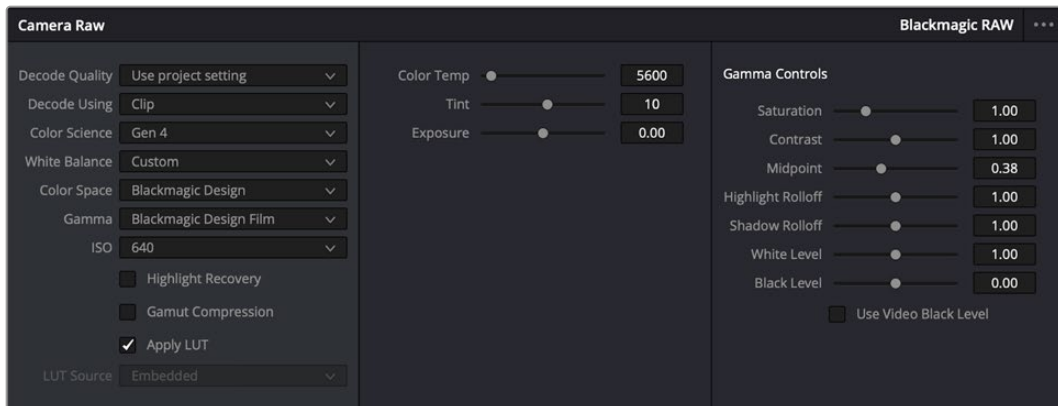 Camera Raw
Blackmagic RAW
Decode Quality Use project setting
Decode Using Clip
Color Science Gen 4
White Balance Custom
Color Space Blackmagic Design
Gamma Blackmagic Design Film
ISO 640
Highlight Recovery
Gamut Compression
Apply LUT
LUT Source Embedded
Color Temp 5600
Tint 10
Exposure 0.00
Gamma Controls
Saturation 1.00
Contrast 1.00
Midpoint 0.38
Highlight Rolloff 1.00
Shadow Rolloff 1.00
White Level 1.00
Black Level 0.00
Use Video Black Level